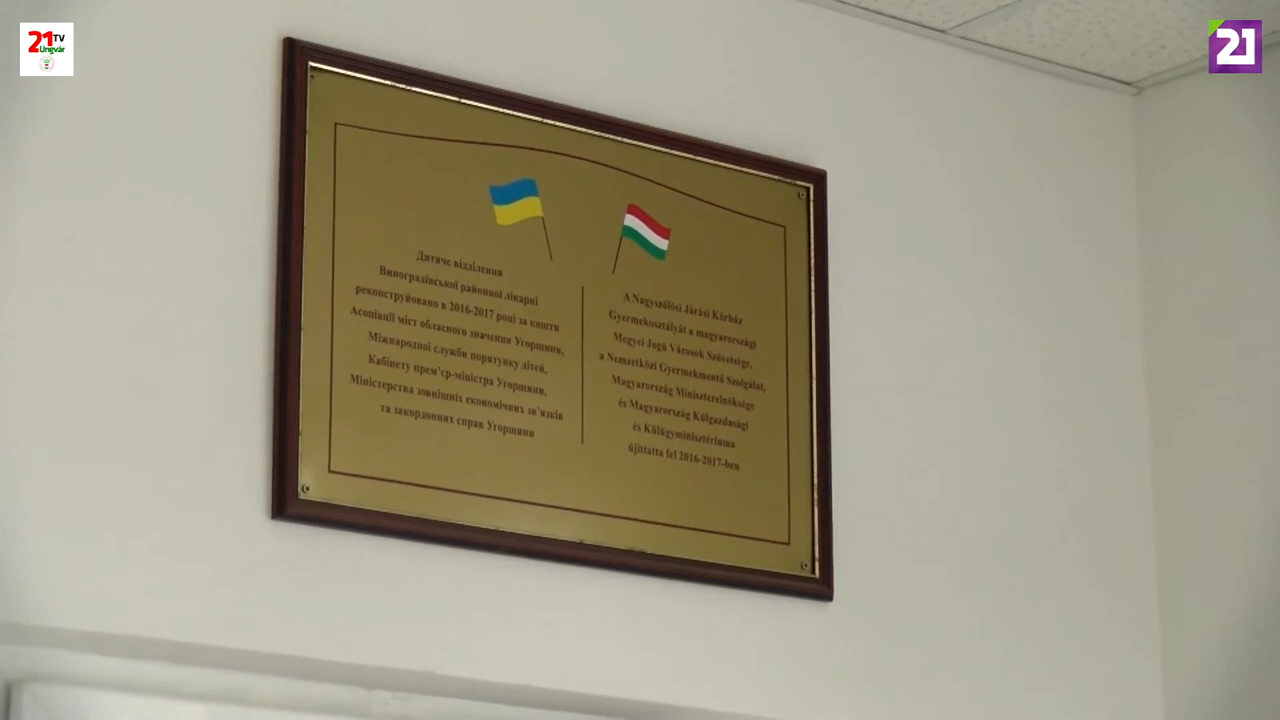 21 TV
Ungvár
21
Дитяче відділення
Виноградівської районної лікарні
реконструйовано в 2016-2017 році за кошти
Асоціації міст обласного значення Угорщини,
Міжнародної служби порятунку дітей,
Кабінету прем'єр-міністра Угорщини,
Міністерства зовнішніх економічних зв'язків
та закордонних справ Угорщини
A Nagyszőlősi Járási Kórház
Gyermekosztályát a magyarországi
Megyei Jogú Városok Szövetsége,
a Nemzetközi Gyermekmentő Szolgálat,
Magyarország Miniszterelnöksége
és Magyarország Külgazdasági
és Külügyminisztériuma
újíttatta fel 2016-2017-ben